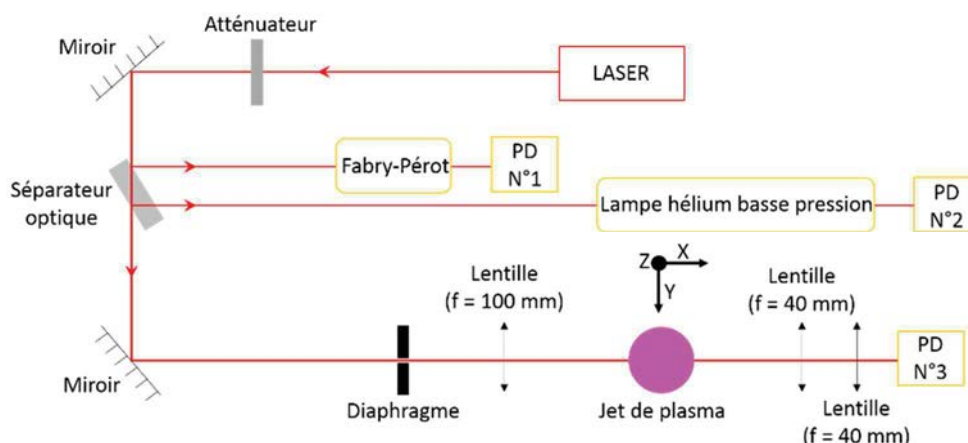 Atténuateur
Miroir
LASER
Fabry-Pérot
PD
N°1
Séparateur
optique
Lampe hélium basse pression
PD
N°2
Z
X
Y
Lentille
(f = 100 mm)
Lentille
(f = 40 mm)
PD
N°3
Miroir
Diaphragme
Jet de plasma
Lentille
(f = 40 mm)